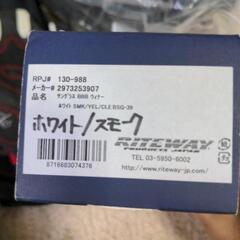 RPJ# 130-988
メーカー# 2973253907
品名 サングラス BBB ウィナー
ホワイト SMK/YEL/CLE BSG-39
ホワイト/スモーク
8716683074376
RITEWAY
PRODUCTS JAPAN
TEL 03-5950-6002
http://www.riteway-jp.com/